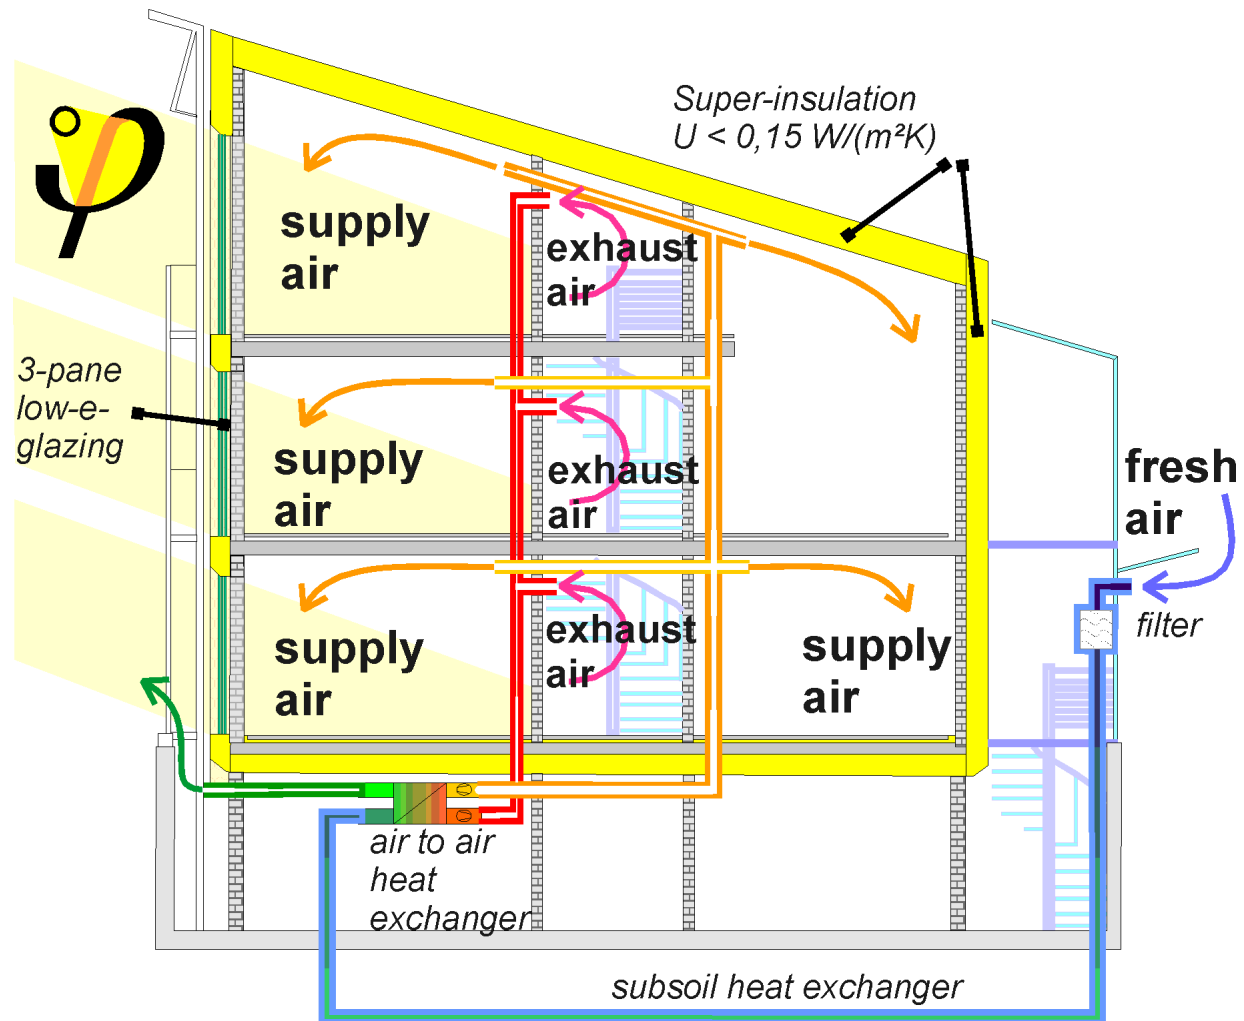 Super-insulation
U < 0,15 W/(m²K)
supply
air
exhaust
air
3-pane
low-e-
glazing
supply
air
exhaust
air
fresh
air
filter
supply
air
exhaust
air
supply
air
air to air
heat
exchanger
subsoil heat exchanger